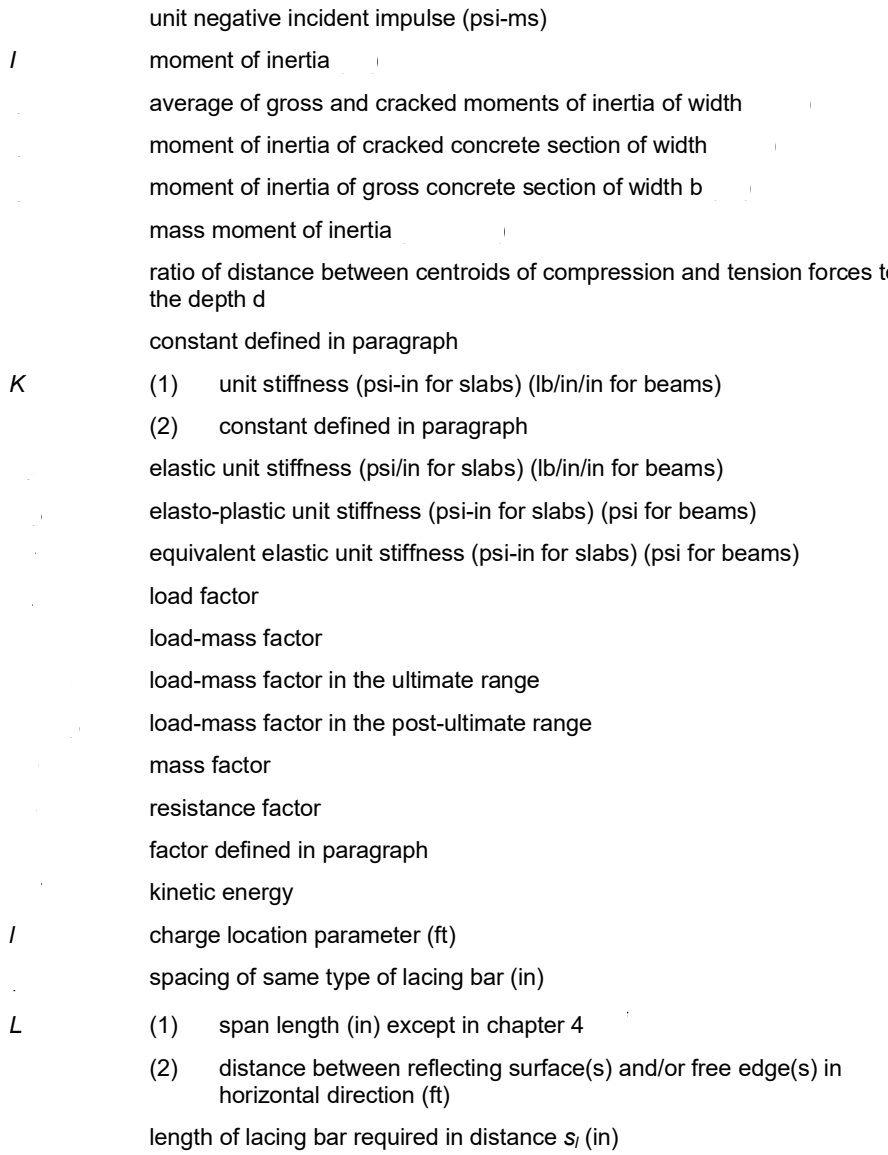 unit negative incident impulse (psi-ms)
I moment of inertia
average of gross and cracked moments of inertia of width
moment of inertia of cracked concrete section of width
moment of inertia of gross concrete section of width b
mass moment of inertia
ratio of distance between centroids of compression and tension forces
the depth d
constant defined in paragraph
K (1) unit stiffness (psi-in for slabs) (lb/in/in for beams)
(2) constant defined in paragraph
elastic unit stiffness (psi/in for slabs) (lb/in/in for beams)
elasto-plastic unit stiffness (psi-in for slabs) (psi for beams)
equivalent elastic unit stiffness (psi-in for slabs) (psi for beams)
load factor
load-mass factor
load-mass factor in the ultimate range
load-mass factor in the post-ultimate range
mass factor
resistance factor
factor defined in paragraph
kinetic energy
l charge location parameter (ft)
spacing of same type of lacing bar (in)
L (1) span length (in) except in chapter 4
(2) distance between reflecting surface(s) and/or free edge(s) in
horizontal direction (ft)
length of lacing bar required in distance sl (in)